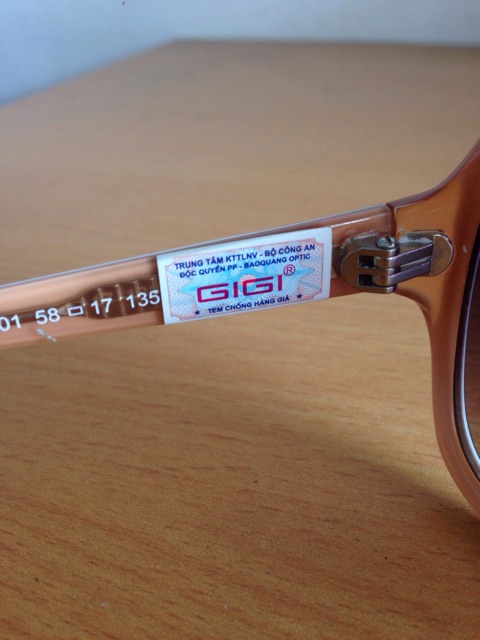 TRUNG TÂM KTTLNV - BỘ CÔNG AN
ĐỘC QUYỀN PP - BAOQUANG OPTIC
GIGI ®
★ TEM CHỐNG HÀNG GIẢ ★
01 58 □ 17 135